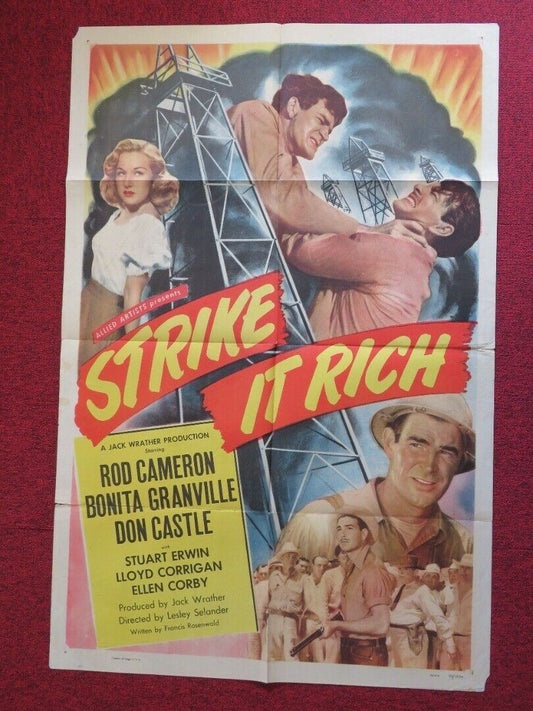 ALLIED ARTISTS presents
STRIKE
IT RICH
A JACK WRATHER PRODUCTION
Starring
ROD CAMERON
BONITA GRANVILLE
DON CASTLE
with
STUART ERWIN
LLOYD CORRIGAN
ELLEN CORBY
Produced by Jack Wrather
Directed by Lesley Selander
Written by Francis Rosenwald